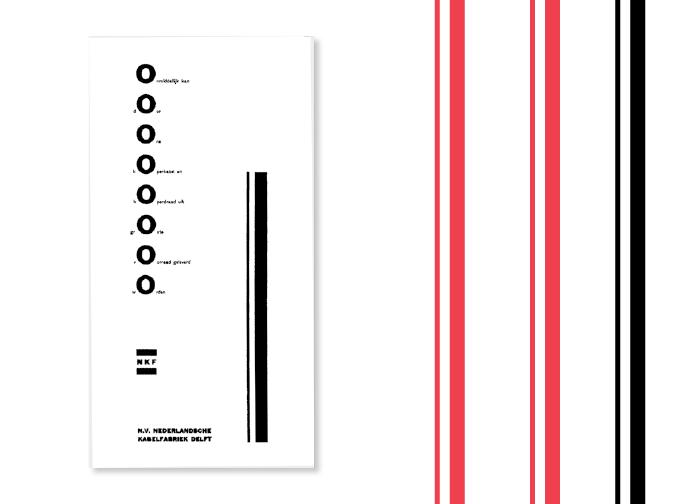 Onmiddellijk kan
dOor
Ons
kOperkabel en
kOperdraad uit
grOote
vOorraad geleverd
wOrden
NKF
N.V. NEDERLANDSCHE
KABELFABRIEK DELFT